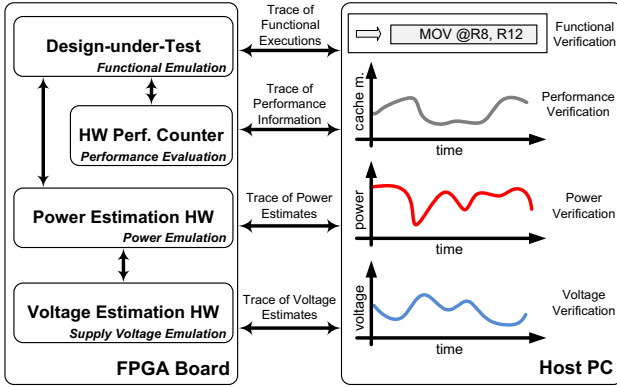 Design-under-Test
Functional Emulation
HW Perf. Counter
Performance Evaluation
Power Estimation HW
Power Emulation
Voltage Estimation HW
Supply Voltage Emulation
FPGA Board
Trace of
Functional
Executions
Trace of
Performance
Information
Trace of Power
Estimates
Trace of Voltage
Estimates
MOV @R8, R12
Functional
Verification
cache m.
time
Performance
Verification
power
time
Power
Verification
voltage
time
Voltage
Verification
Host PC